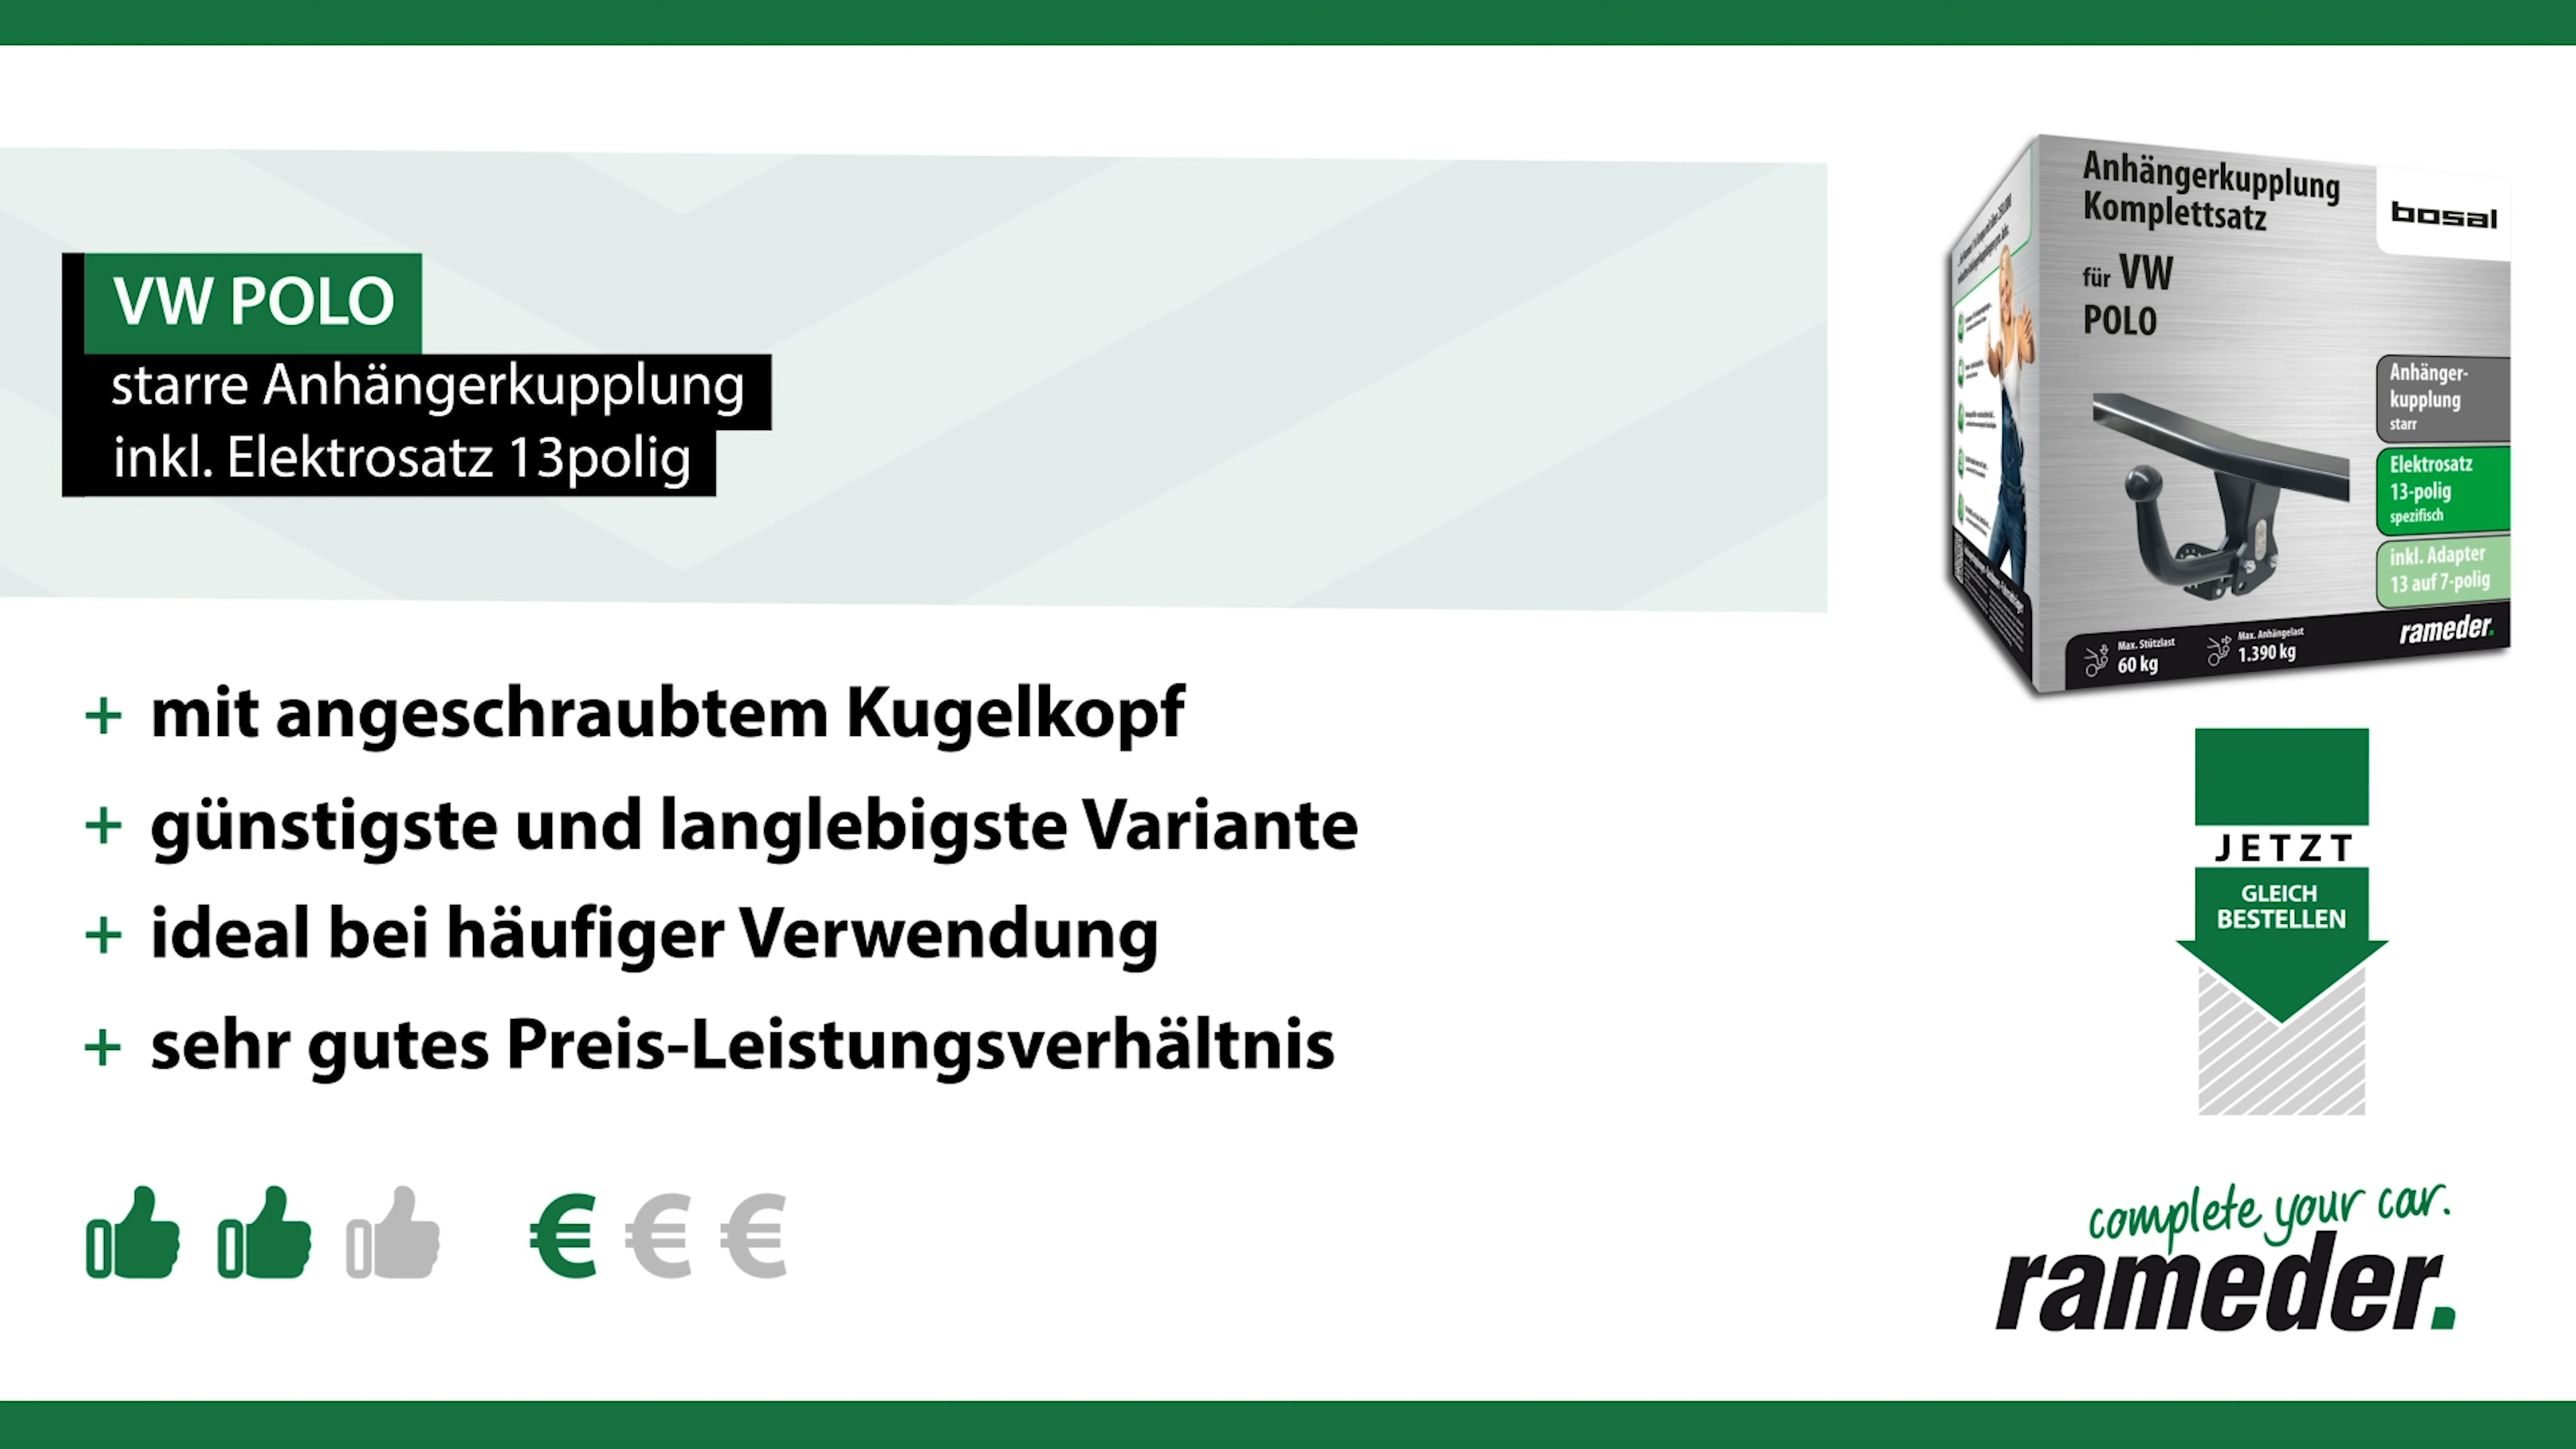 VW POLO
starre Anhängerkupplung
inkl. Elektrosatz 13polig
+ mit angeschraubtem Kugelkopf
+ günstigste und langlebigste Variante
+ ideal bei häufiger Verwendung
+ sehr gutes Preis-Leistungsverhältnis
€ € €
Anhängerkupplung
Komplettsatz
bosal
für VW
POLO
Anhänger-
kupplung
starr
Elektrosatz
13-polig
spezifisch
inkl. Adapter
13 auf 7-polig
Max. Stützlast
60 kg
Max. Anhängelast
1.390 kg
rameder.
JETZT
GLEICH
BESTELLEN
complete your car.
rameder.